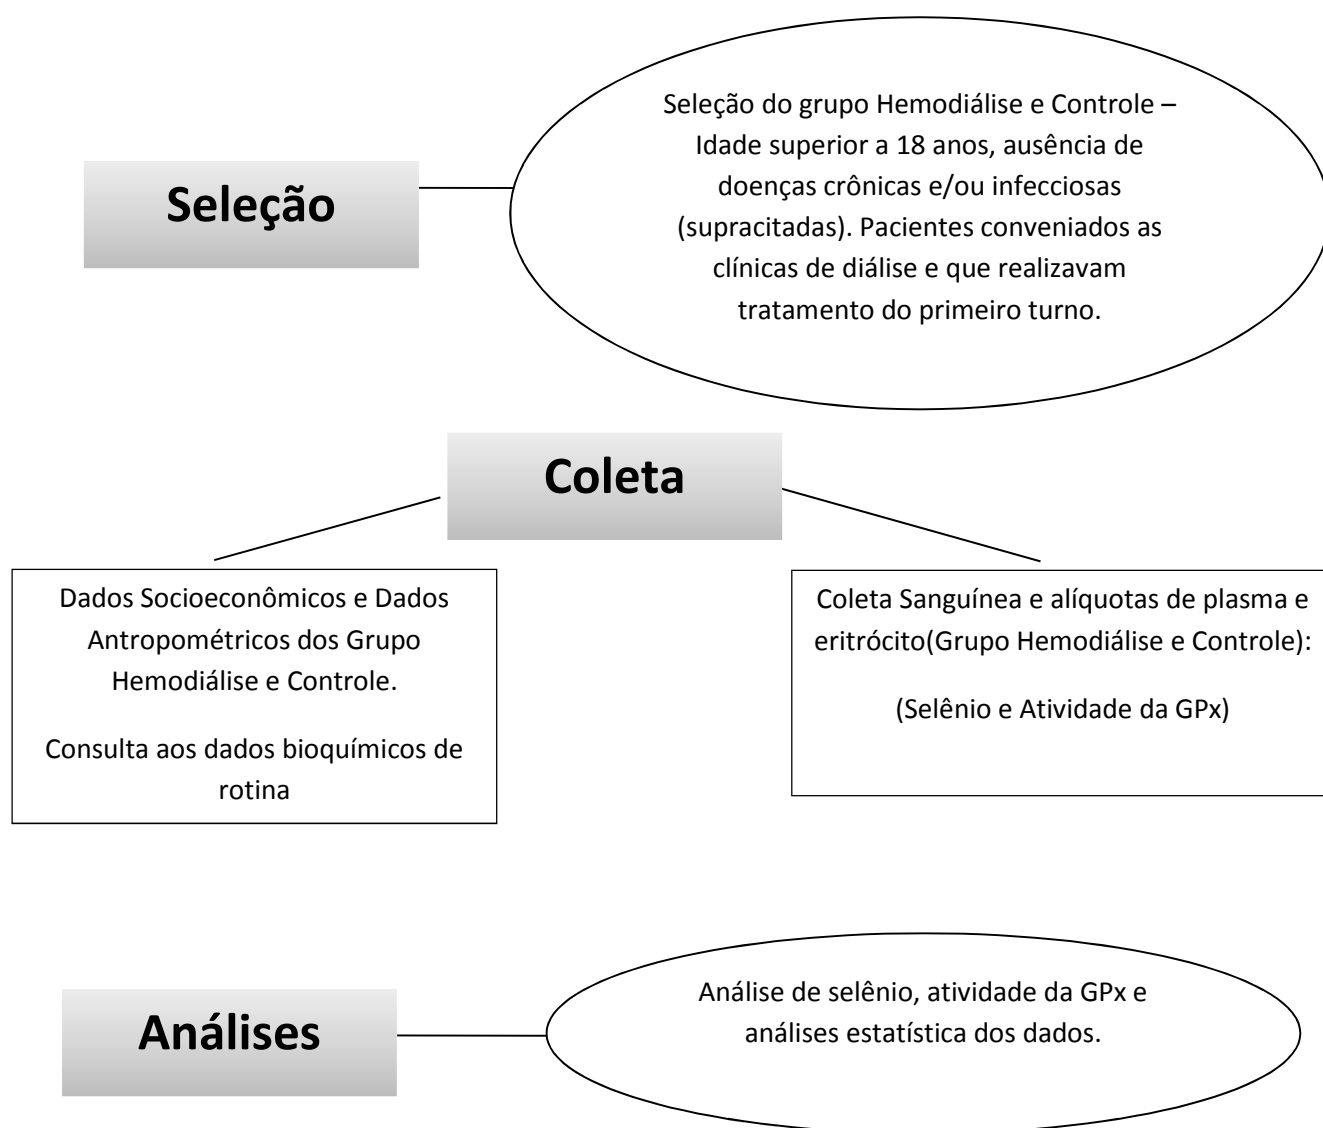 Seleção
Seleção do grupo Hemodiálise e Controle –
Idade superior a 18 anos, ausência de
doenças crônicas e/ou infecciosas
(supracitadas). Pacientes conveniados as
clínicas de diálise e que realizavam
tratamento do primeiro turno.
Coleta
Dados Socioeconômicos e Dados
Antropométricos dos Grupo
Hemodiálise e Controle.
Consulta aos dados bioquímicos de
rotina
Coleta Sanguínea e alíquotas de plasma e
eritrócito(Grupo Hemodiálise e Controle):
(Selênio e Atividade da GPx)
Análises
Análise de selênio, atividade da GPx e
análises estatística dos dados.